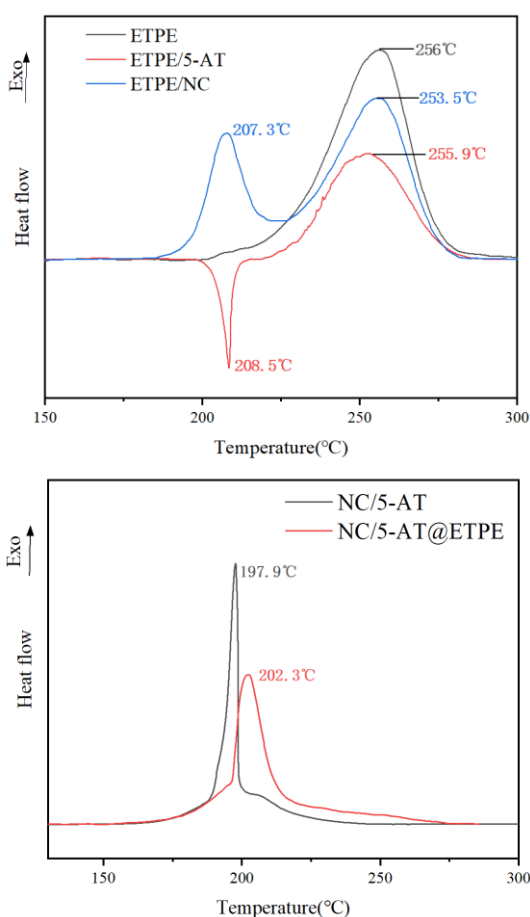 ETPE
ETPE/5-AT
ETPE/NC
256℃
253.5℃
255.9℃
207.3℃
208.5℃
Exo
Heat flow
150 200 250 300
Temperature(℃)
NC/5-AT
NC/5-AT@ETPE
197.9℃
202.3℃
Exo
Heat flow
150 200 250 300
Temperature(℃)